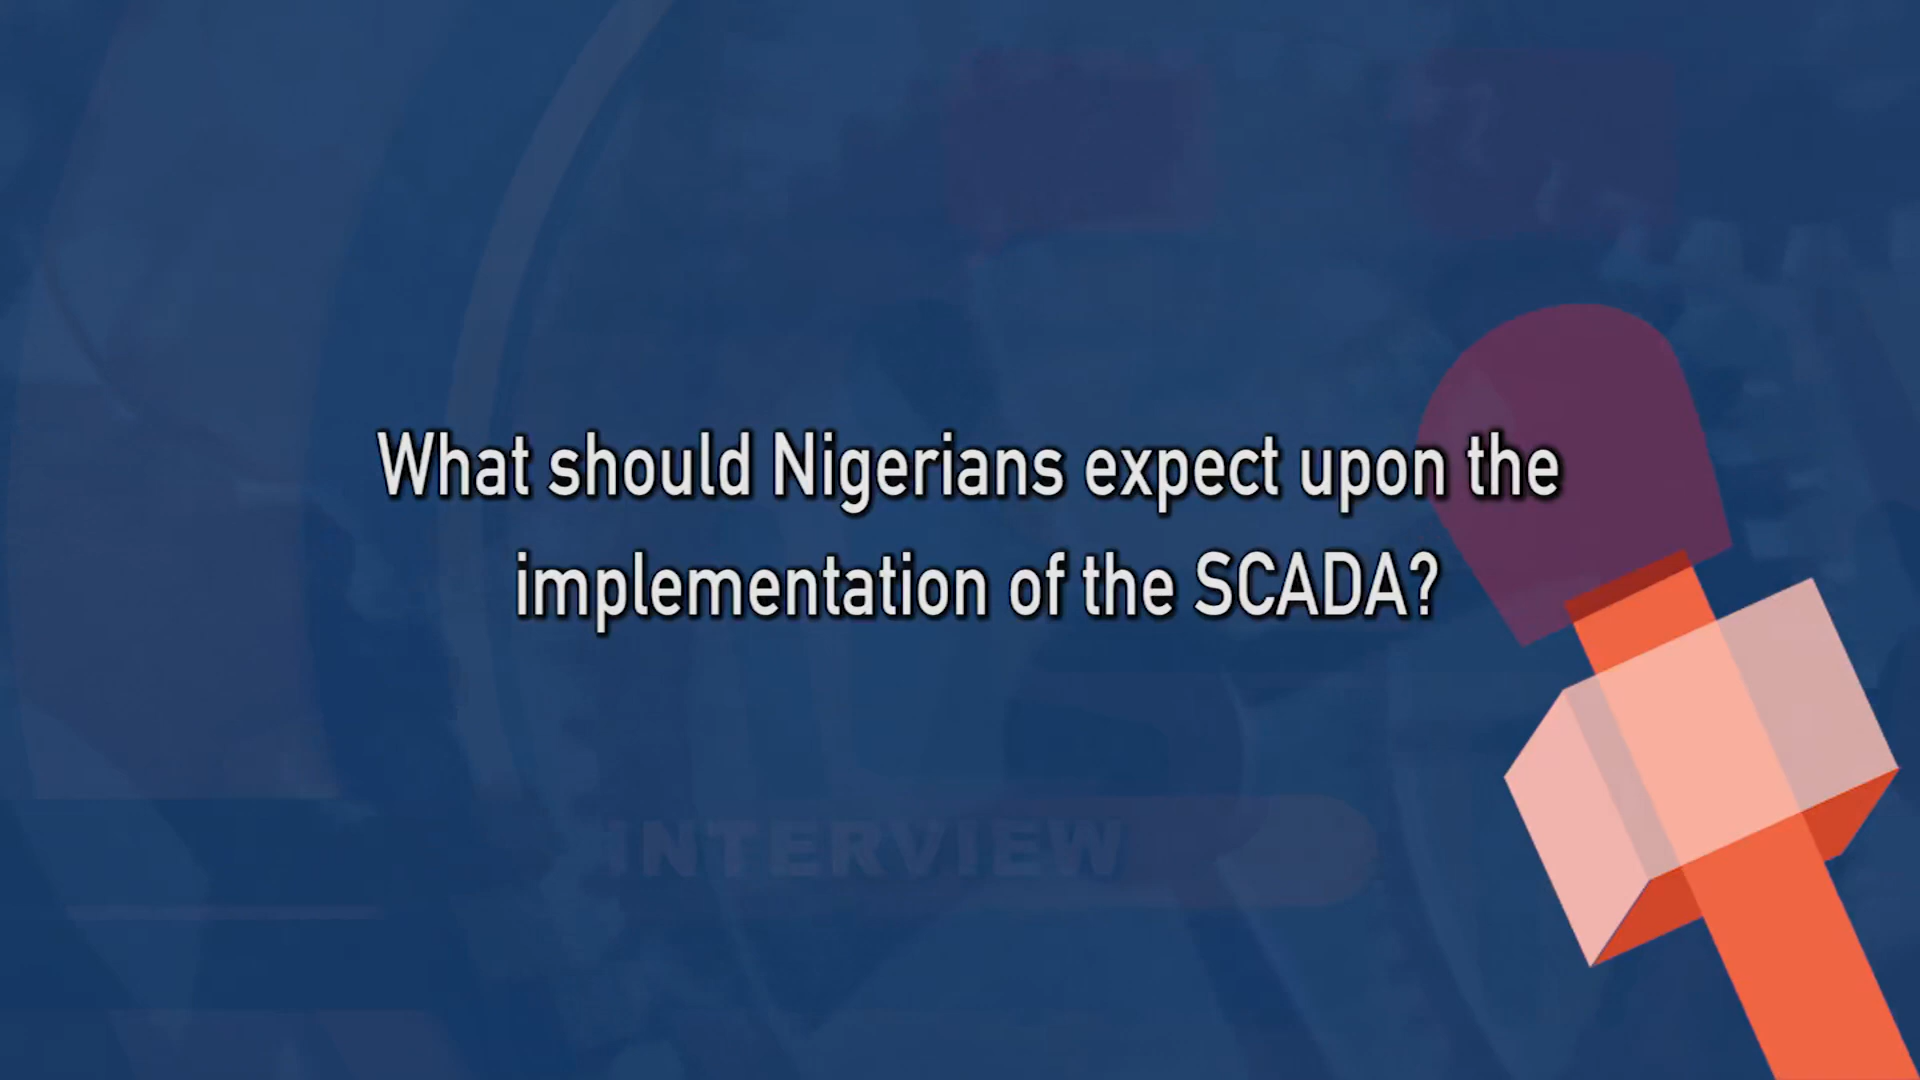 What should Nigerians expect upon the
implementation of the SCADA?
INTERVIEW